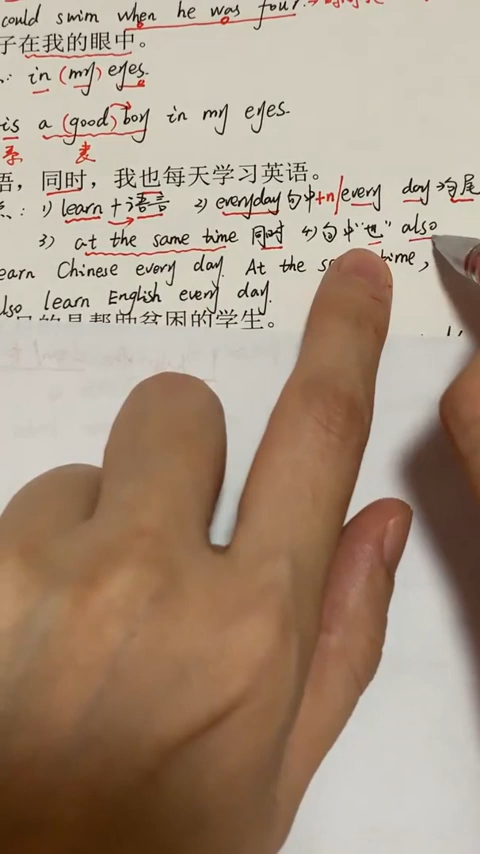 could swim when he was four.
子在我的眼中。
in (my) eyes.
is a (good) boy in my eyes.
系 表
语,同时,我也每天学习英语。
点: 1) learn + 语言 2) everyday 句中+n/every day 句尾
3) at the same time 同时 4) 句中"也" also
earn Chinese every day. At the time,
lso learn English every day.
的是帮助贫困的学生。